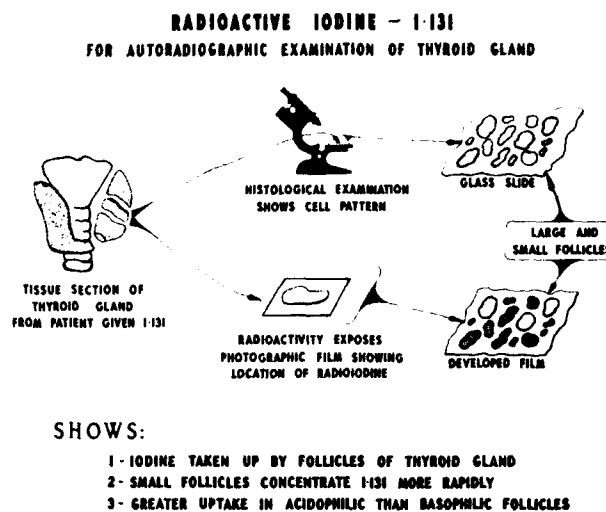 RADIOACTIVE IODINE - I-131
FOR AUTORADIOGRAPHIC EXAMINATION OF THYROID GLAND
HISTOLOGICAL EXAMINATION
SHOWS CELL PATTERN
GLASS SLIDE
LARGE AND
SMALL FOLLICLES
TISSUE SECTION OF
THYROID GLAND
FROM PATIENT GIVEN I-131
RADIOACTIVITY EXPOSES
PHOTOGRAPHIC FILM SHOWING
LOCATION OF RADIOIODINE
DEVELOPED FILM
SHOWS:
1 - IODINE TAKEN UP BY FOLLICLES OF THYROID GLAND
2 - SMALL FOLLICLES CONCENTRATE I-131 MORE RAPIDLY
3 - GREATER UPTAKE IN ACIDOPHILIC THAN BASOPHILIC FOLLICLES